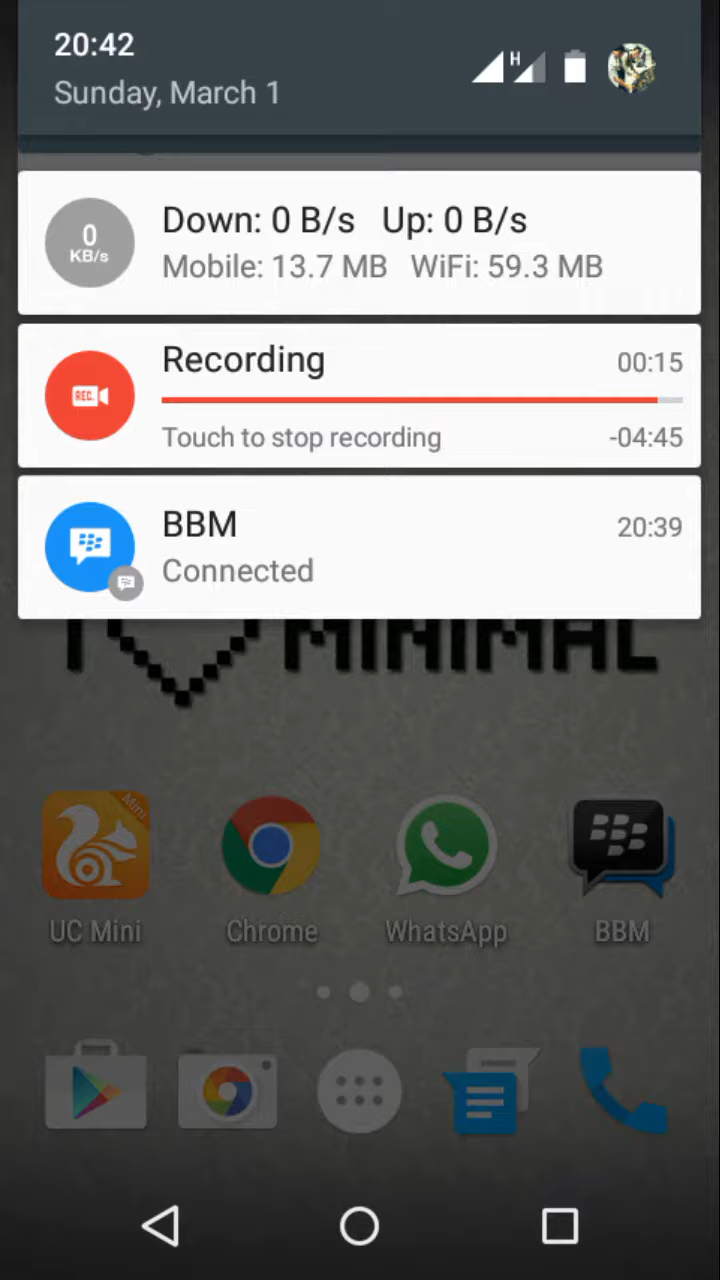 20:42
Sunday, March 1
H
0
KB/s
Down: 0 B/s Up: 0 B/s
Mobile: 13.7 MB WiFi: 59.3 MB
REC.
Recording 00:15
Touch to stop recording -04:45
BBM 20:39
Connected
MINIMAL
Mini
UC Mini Chrome WhatsApp BBM